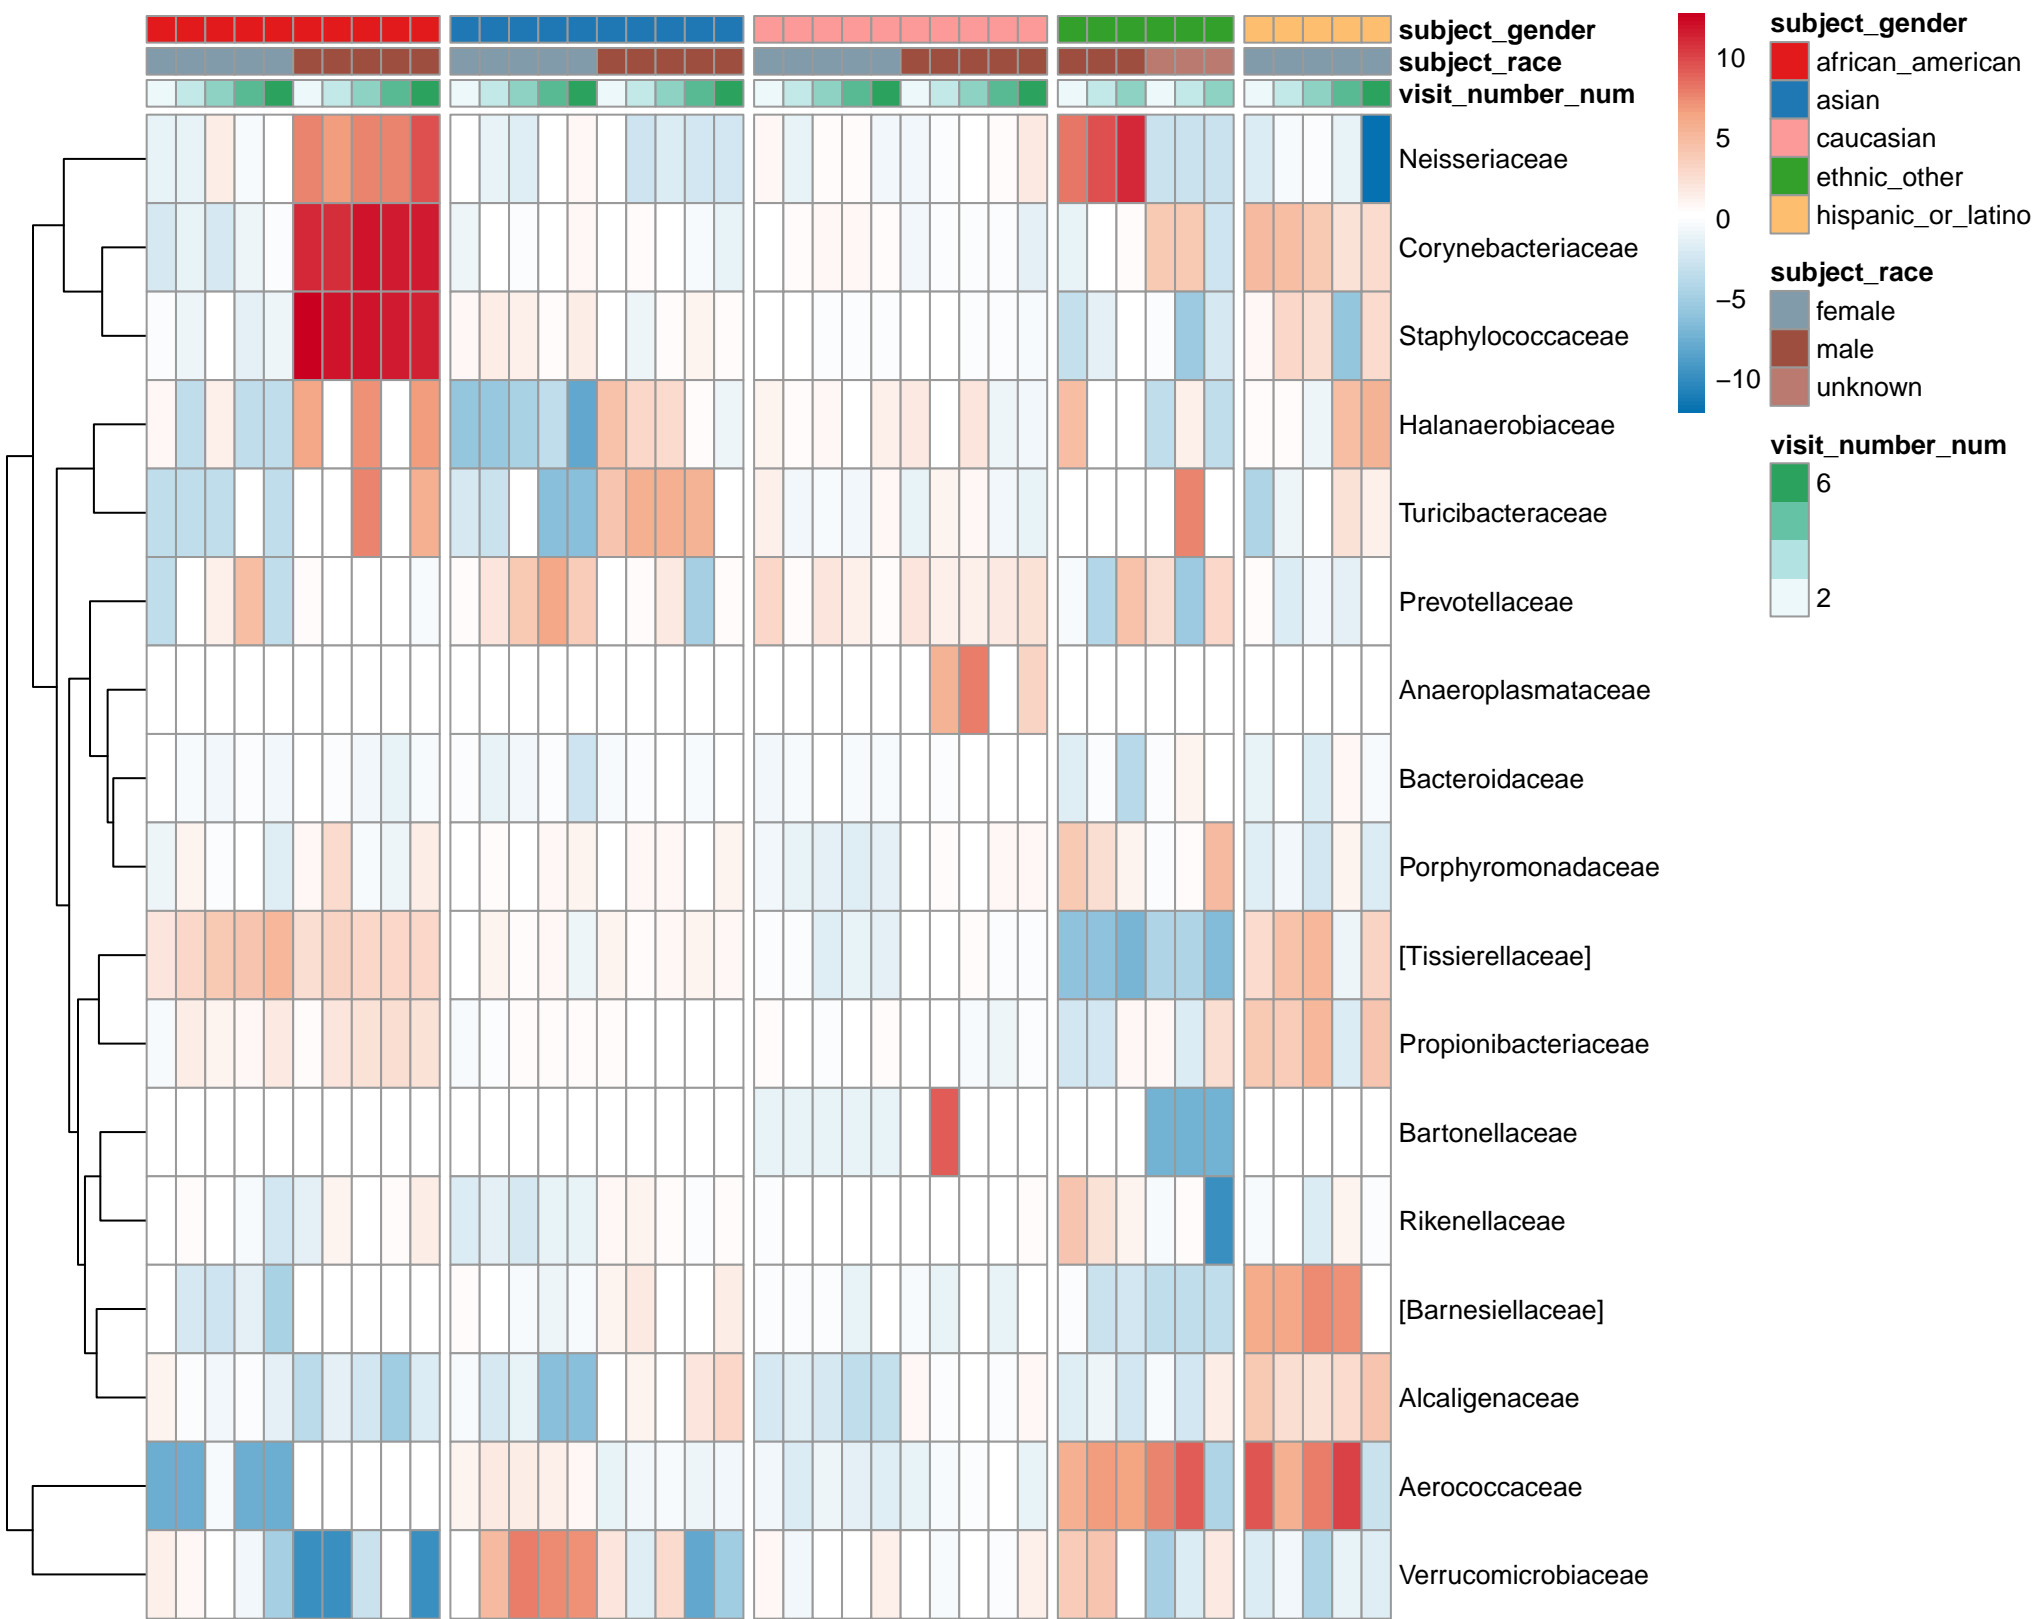 subject_gender
subject_race
visit_number_num
Neisseriaceae
Corynebacteriaceae
Staphylococcaceae
Halanaerobiaceae
Turicibacteraceae
Prevotellaceae
Anaeroplasmataceae
Bacteroidaceae
Porphyromonadaceae
[Tissierellaceae]
Propionibacteriaceae
Bartonellaceae
Rikenellaceae
[Barnesiellaceae]
Alcaligenaceae
Aerococcaceae
Verrucomicrobiaceae
10
5
0
−5
−10
subject_gender
african_american
asian
caucasian
ethnic_other
hispanic_or_latino
subject_race
female
male
unknown
visit_number_num
6
2